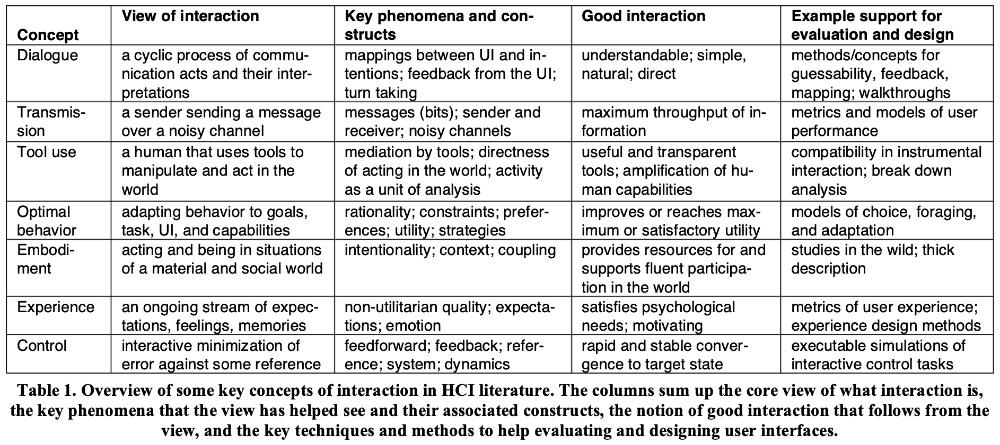 Concept
View of interaction
Key phenomena and con-
structs
Good interaction
Example support for
evaluation and design
Dialogue
a cyclic process of commu-
nication acts and their inter-
pretations
mappings between UI and in-
tentions; feedback from the UI;
turn taking
understandable; simple,
natural; direct
methods/concepts for
guessability, feedback,
mapping; walkthroughs
Transmis-
sion
a sender sending a message
over a noisy channel
messages (bits); sender and
receiver; noisy channels
maximum throughput of in-
formation
metrics and models of user
performance
Tool use
a human that uses tools to
manipulate and act in the
world
mediation by tools; directness
of acting in the world; activity
as a unit of analysis
useful and transparent
tools; amplification of hu-
man capabilities
compatibility in instrumental
interaction; break down
analysis
Optimal
behavior
adapting behavior to goals,
task, UI, and capabilities
rationality; constraints; prefer-
ences; utility; strategies
improves or reaches max-
imum or satisfactory utility
models of choice, foraging,
and adaptation
Embodi-
ment
acting and being in situations
of a material and social world
intentionality; context; coupling
provides resources for and
supports fluent participa-
tion in the world
studies in the wild; thick
description
Experience
an ongoing stream of expec-
tations, feelings, memories
non-utilitarian quality; expecta-
tions; emotion
satisfies psychological
needs; motivating
metrics of user experience;
experience design methods
Control
interactive minimization of
error against some reference
feedforward; feedback; refer-
ence; system; dynamics
rapid and stable conver-
gence to target state
executable simulations of
interactive control tasks
Table 1. Overview of some key concepts of interaction in HCI literature. The columns sum up the core view of what interaction is,
the key phenomena that the view has helped see and their associated constructs, the notion of good interaction that follows from the
view, and the key techniques and methods to help evaluating and designing user interfaces.